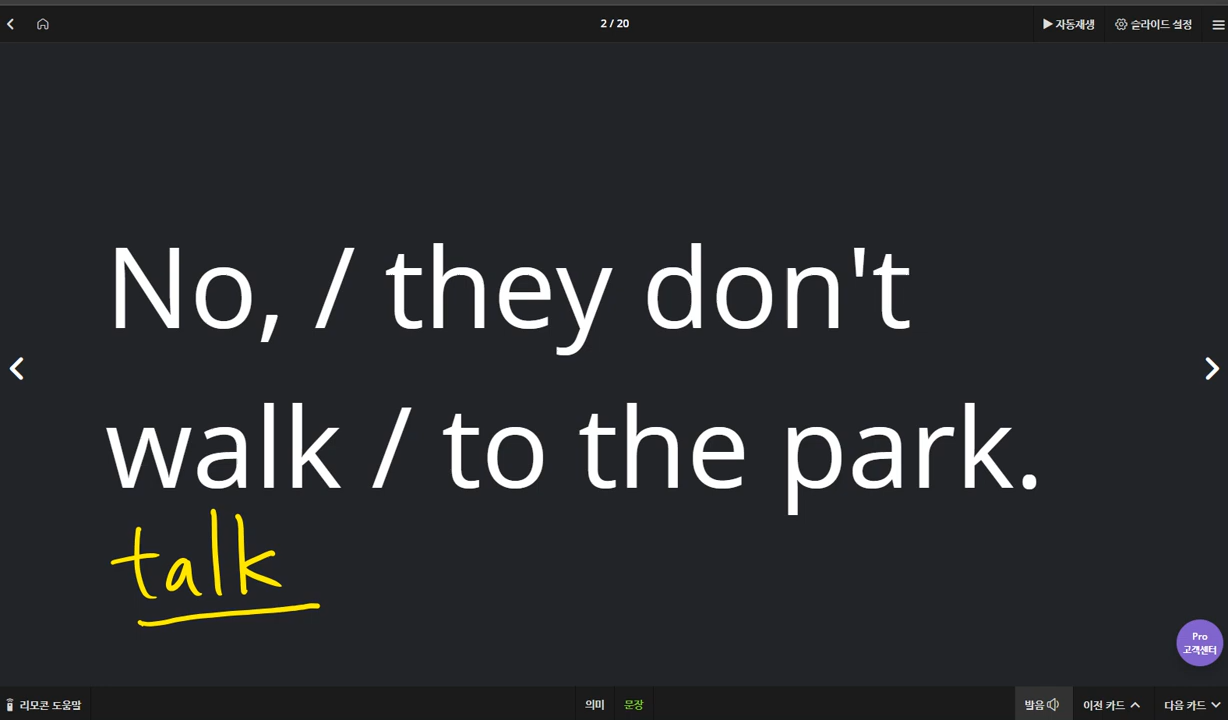 2 / 20
자동재생
슬라이드 설정
No, / they don't
walk / to the park.
talk
Pro
고객센터
리모콘 도움말
의미
문장
발음
이전 카드
다음 카드